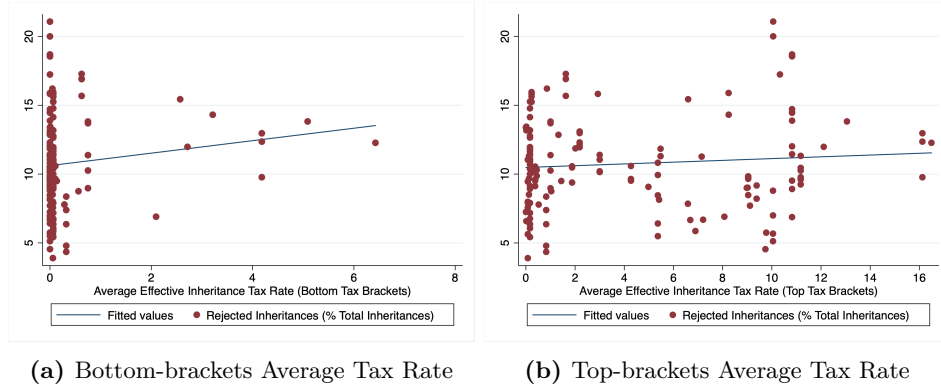 20
15
10
5
0 2 4 6 8
Average Effective Inheritance Tax Rate (Bottom Tax Brackets)
Fitted values Rejected Inheritances (% Total Inheritances)
(a) Bottom-brackets Average Tax Rate
20
15
10
5
0 2 4 6 8 10 12 14 16
Average Effective Inheritance Tax Rate (Top Tax Brackets)
Fitted values Rejected Inheritances (% Total Inheritances)
(b) Top-brackets Average Tax Rate